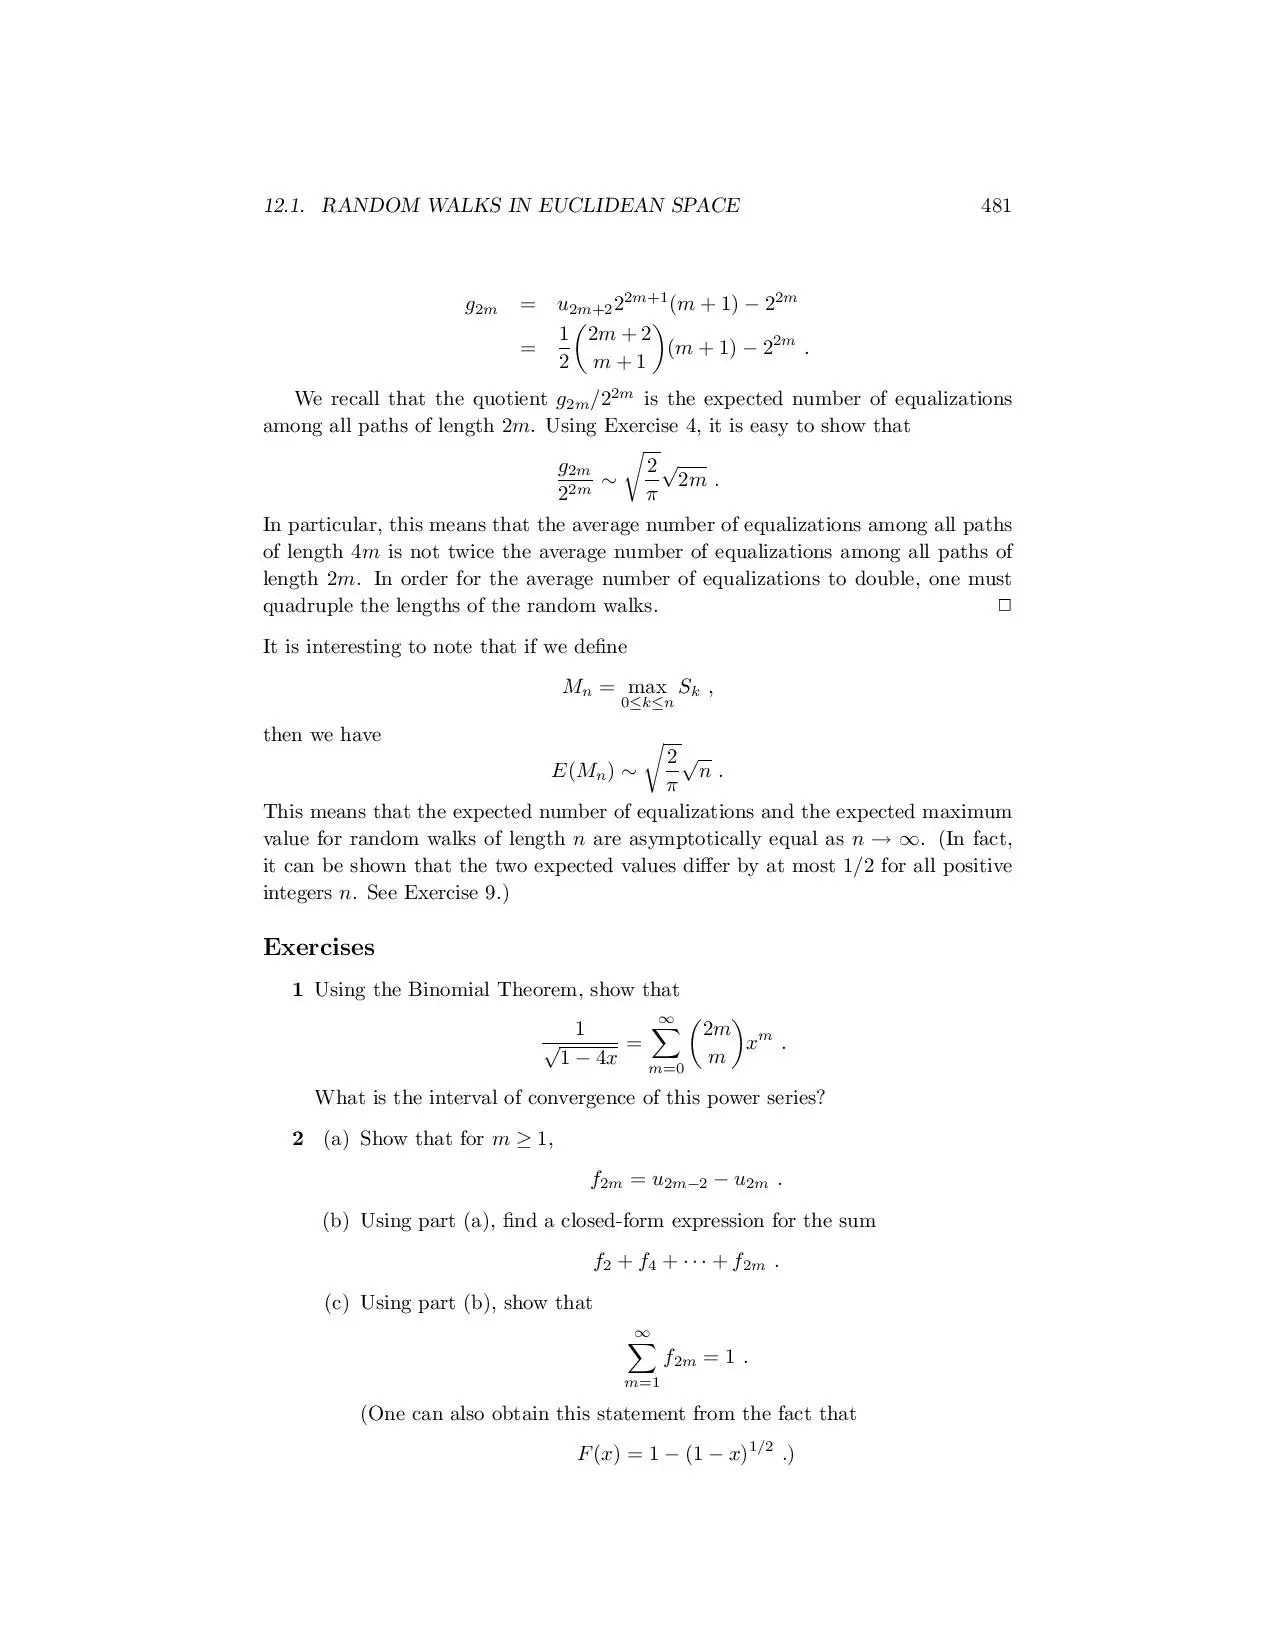 12.1. RANDOM WALKS IN EUCLIDEAN SPACE 481
g_{2m} = u_{2m+2}2^{2m+1}(m + 1) − 2^{2m}
= \frac{1}{2}\binom{2m + 2}{m + 1}(m + 1) − 2^{2m} .
We recall that the quotient g_{2m}/2^{2m} is the expected number of equalizations
among all paths of length 2m. Using Exercise 4, it is easy to show that
\frac{g_{2m}}{2^{2m}} ∼ \sqrt{\frac{2}{π}}\sqrt{2m} .
In particular, this means that the average number of equalizations among all paths
of length 4m is not twice the average number of equalizations among all paths of
length 2m. In order for the average number of equalizations to double, one must
quadruple the lengths of the random walks. □
It is interesting to note that if we define
M_n = \max_{0≤k≤n} S_k ,
then we have
E(M_n) ∼ \sqrt{\frac{2}{π}}\sqrt{n} .
This means that the expected number of equalizations and the expected maximum
value for random walks of length n are asymptotically equal as n → ∞. (In fact,
it can be shown that the two expected values differ by at most 1/2 for all positive
integers n. See Exercise 9.)
Exercises
1 Using the Binomial Theorem, show that
\frac{1}{\sqrt{1 − 4x}} = \sum_{m=0}^{∞} \binom{2m}{m} x^m .
What is the interval of convergence of this power series?
2 (a) Show that for m ≥ 1,
f_{2m} = u_{2m−2} − u_{2m} .
(b) Using part (a), find a closed-form expression for the sum
f_2 + f_4 + · · · + f_{2m} .
(c) Using part (b), show that
\sum_{m=1}^{∞} f_{2m} = 1 .
(One can also obtain this statement from the fact that
F(x) = 1 − (1 − x)^{1/2} .)